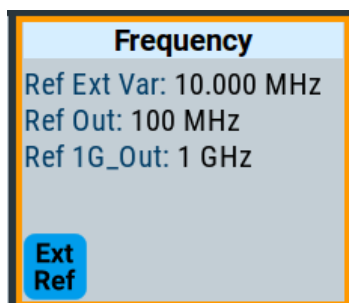 Frequency
Ref Ext Var: 10.000 MHz
Ref Out: 100 MHz
Ref 1G_Out: 1 GHz
Ext
Ref